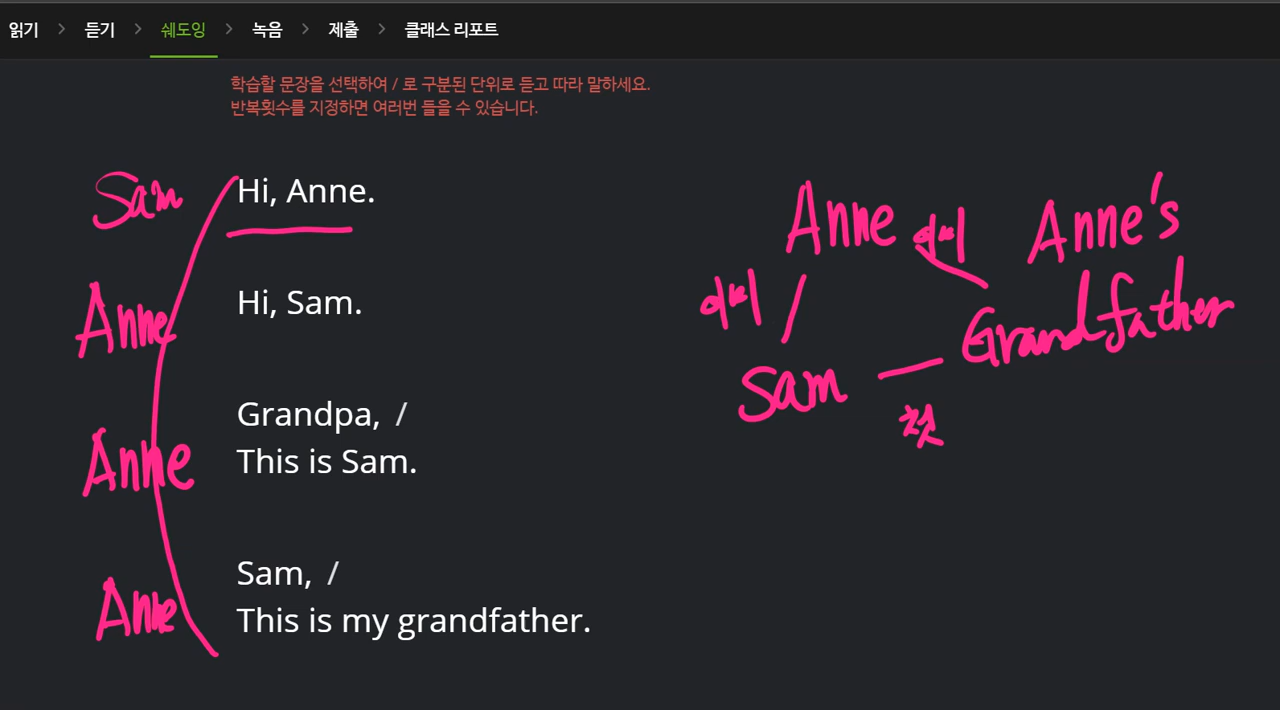 읽기 > 듣기 > 쉐도잉 > 녹음 > 제출 > 클래스 리포트
학습할 문장을 선택하여 / 로 구분된 단위로 듣고 따라 말하세요.
반복횟수를 지정하면 여러번 들을 수 있습니다.
Sam Hi, Anne.
Anne Hi, Sam.
Grandpa, /
Anne This is Sam.
Sam, /
Anne This is my grandfather.
Anne
Anne's
Grandfather
Sam
첫